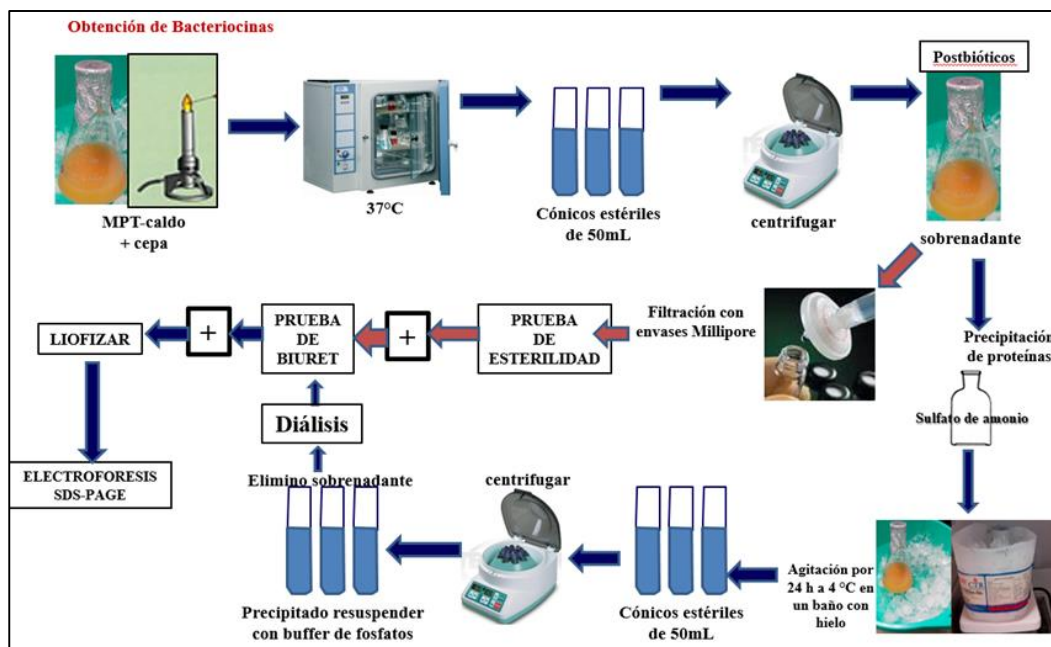 Obtención de Bacteriocinas
MPT-caldo
+ cepa
37°C
Cónicos estériles
de 50mL
centrifugar
Postbióticos
sobrenadante
Filtración con
envases Millipore
PRUEBA
DE
ESTERILIDAD
+
PRUEBA
DE
BIURET
+
LIOFIZAR
ELECTROFORESIS
SDS-PAGE
Precipitación
de proteínas
Sulfato de amonio
Agitación por
24 h a 4 °C en
un baño con
hielo
Cónicos estériles
de 50mL
centrifugar
Elimino sobrenadante
Precipitado resuspender
con buffer de fosfatos
Diálisis